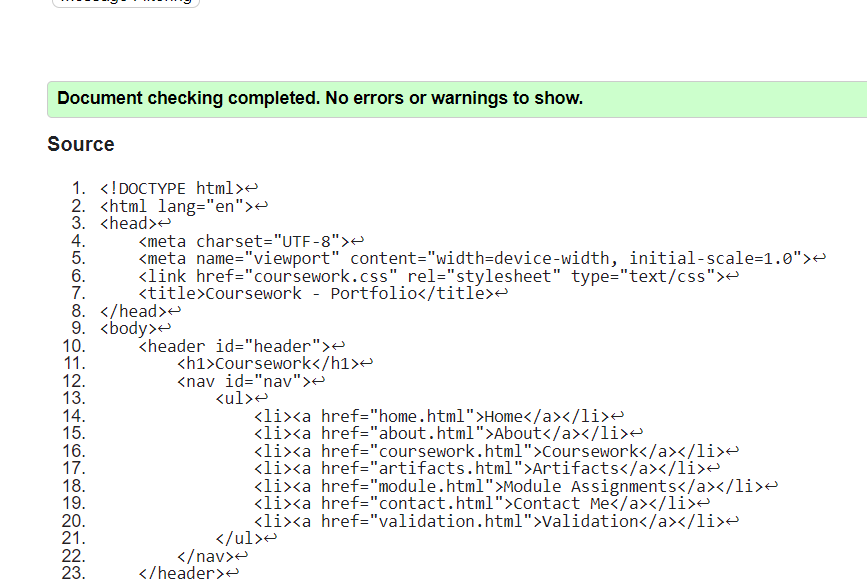 Message Filtering
Document checking completed. No errors or warnings to show.
Source
1. <!DOCTYPE html>↩
2. <html lang="en">↩
3. <head>↩
4.     <meta charset="UTF-8">↩
5.     <meta name="viewport" content="width=device-width, initial-scale=1.0">↩
6.     <link href="coursework.css" rel="stylesheet" type="text/css">↩
7.     <title>Coursework - Portfolio</title>↩
8. </head>↩
9. <body>↩
10.     <header id="header">↩
11.         <h1>Coursework</h1>↩
12.         <nav id="nav">↩
13.             <ul>↩
14.                 <li><a href="home.html">Home</a></li>↩
15.                 <li><a href="about.html">About</a></li>↩
16.                 <li><a href="coursework.html">Coursework</a></li>↩
17.                 <li><a href="artifacts.html">Artifacts</a></li>↩
18.                 <li><a href="module.html">Module Assignments</a></li>↩
19.                 <li><a href="contact.html">Contact Me</a></li>↩
20.                 <li><a href="validation.html">Validation</a></li>↩
21.             </ul>↩
22.         </nav>↩
23.     </header>↩